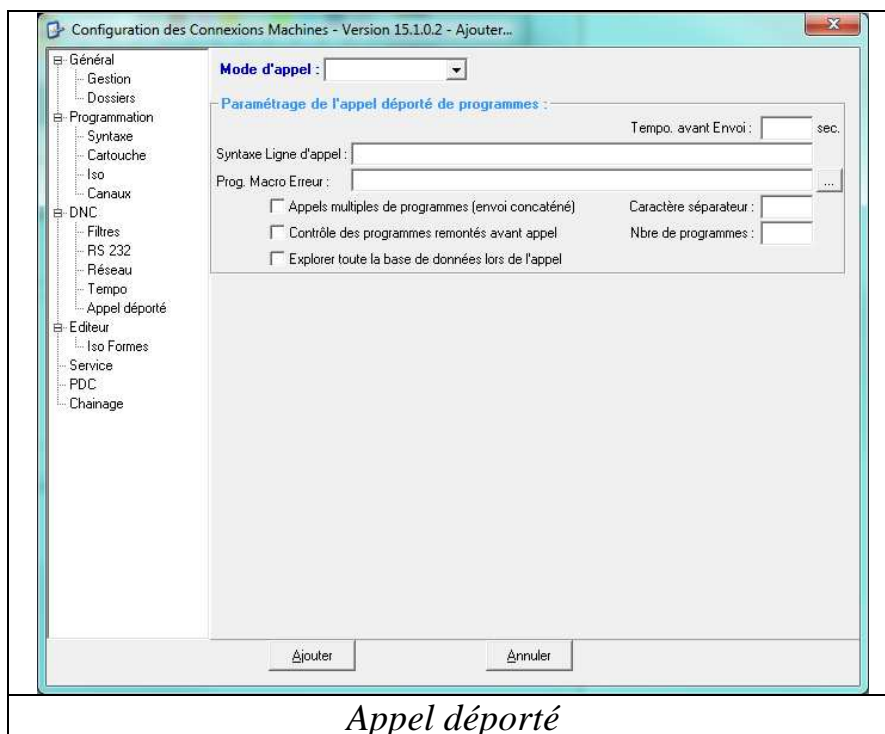 Configuration des Connexions Machines - Version 15.1.0.2 - Ajouter...
Général
Gestion
Dossiers
Programmation
Syntaxe
Cartouche
Iso
Canaux
DNC
Filtres
RS 232
Réseau
Tempo
Appel déporté
Editeur
Iso Formes
Service
PDC
Chainage
Mode d'appel :
Paramétrage de l'appel déporté de programmes :
Tempo. avant Envoi : sec.
Syntaxe Ligne d'appel :
Prog. Macro Erreur : ...
Appels multiples de programmes (envoi concaténé) Caractère séparateur :
Contrôle des programmes remontés avant appel Nbre de programmes :
Explorer toute la base de données lors de l'appel
Ajouter Annuler
Appel déporté